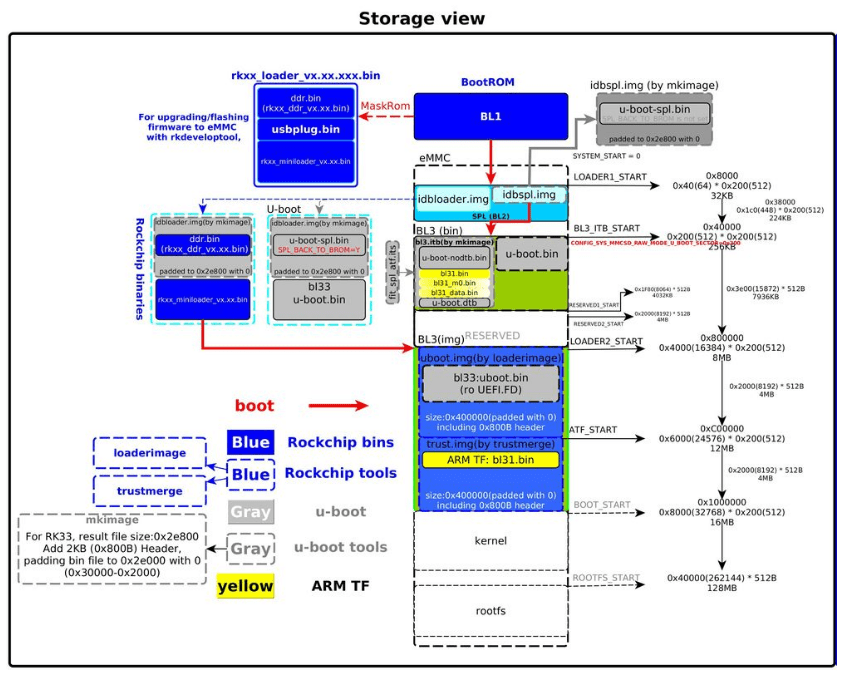 Storage view
rkxx_loader_vx.xx.xxx.bin
ddr.bin
(rkxx_ddr_vx.xx.bin)
usbplug.bin
rkxx_miniloader_vx.xx.bin
For upgrading/flashing
firmware to eMMC
with rkdeveloptool,
MaskRom
BootROM
BL1
idbspl.img (by mkimage)
u-boot-spl.bin
SPL_BACK_TO_BROM is not set
padded to 0x2e800 with 0
SYSTEM_START = 0
eMMC
idbloader.img
idbspl.img
SPL (BL2)
LOADER1_START
0x8000
0x40(64) * 0x200(512)
32KB
0x38000
0x1c0(448) * 0x200(512)
224KB
BL3_ITB_START
0x40000
0x200(512) * 0x200(512)
256KB
CONFIG_SYS_MMCSD_RAW_MODE_U_BOOT_SECTOR=0x200
Rockchip binaries
idbloader.img(by mkimage)
ddr.bin
(rkxx_ddr_vx.xx.bin)
padded to 0x2e800 with 0
rkxx_miniloader_vx.xx.bin
U-boot
idbloader.img(by mkimage)
u-boot-spl.bin
SPL_BACK_TO_BROM=Y
padded to 0x2e800 with 0
bl33
u-boot.bin
fit_spl_atf.its
BL3 (bin)
bl3.itb(by mkimage)
u-boot-nodtb.bin
bl31.bin
bl31_m0.bin
bl31_data.bin
u-boot.dtb
u-boot.bin
0x1F80(8064) * 512B
4032KB
RESERVED1_START
0x2000(8192) * 512B
4MB
RESERVED2_START
0x3e00(15872) * 512B
7936KB
RESERVED
BL3(img)
LOADER2_START
0x800000
0x4000(16384) * 0x200(512)
8MB
uboot.img(by loaderimage)
bl33:uboot.bin
(ro UEFI.FD)
size:0x400000(padded with 0)
including 0x800B header
0x2000(8192) * 512B
4MB
ATF_START
0xC00000
0x6000(24576) * 0x200(512)
12MB
trust.img(by trustmerge)
ARM TF: bl31.bin
size:0x400000(padded with 0)
including 0x800B header
0x2000(8192) * 512B
4MB
BOOT_START
0x1000000
0x8000(32768) * 0x200(512)
16MB
kernel
ROOTFS_START
0x40000(262144) * 512B
128MB
rootfs
boot
Blue
Rockchip bins
loaderimage
trustmerge
Blue
Rockchip tools
Gray
u-boot
mkimage
For RK33, result file size:0x2e800
Add 2KB (0x800B) Header,
padding bin file to 0x2e000 with 0
(0x30000-0x2000)
Gray
u-boot tools
yellow
ARM TF